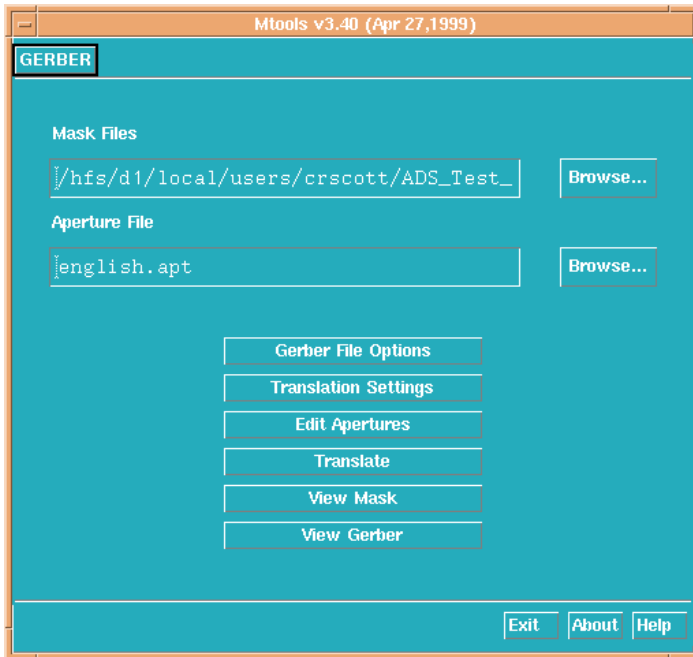 Mtools v3.40 (Apr 27,1999)
GERBER
Mask Files
/hfs/d1/local/users/crscott/ADS_Test_
Browse...
Aperture File
english.apt
Browse...
Gerber File Options
Translation Settings
Edit Apertures
Translate
View Mask
View Gerber
Exit About Help